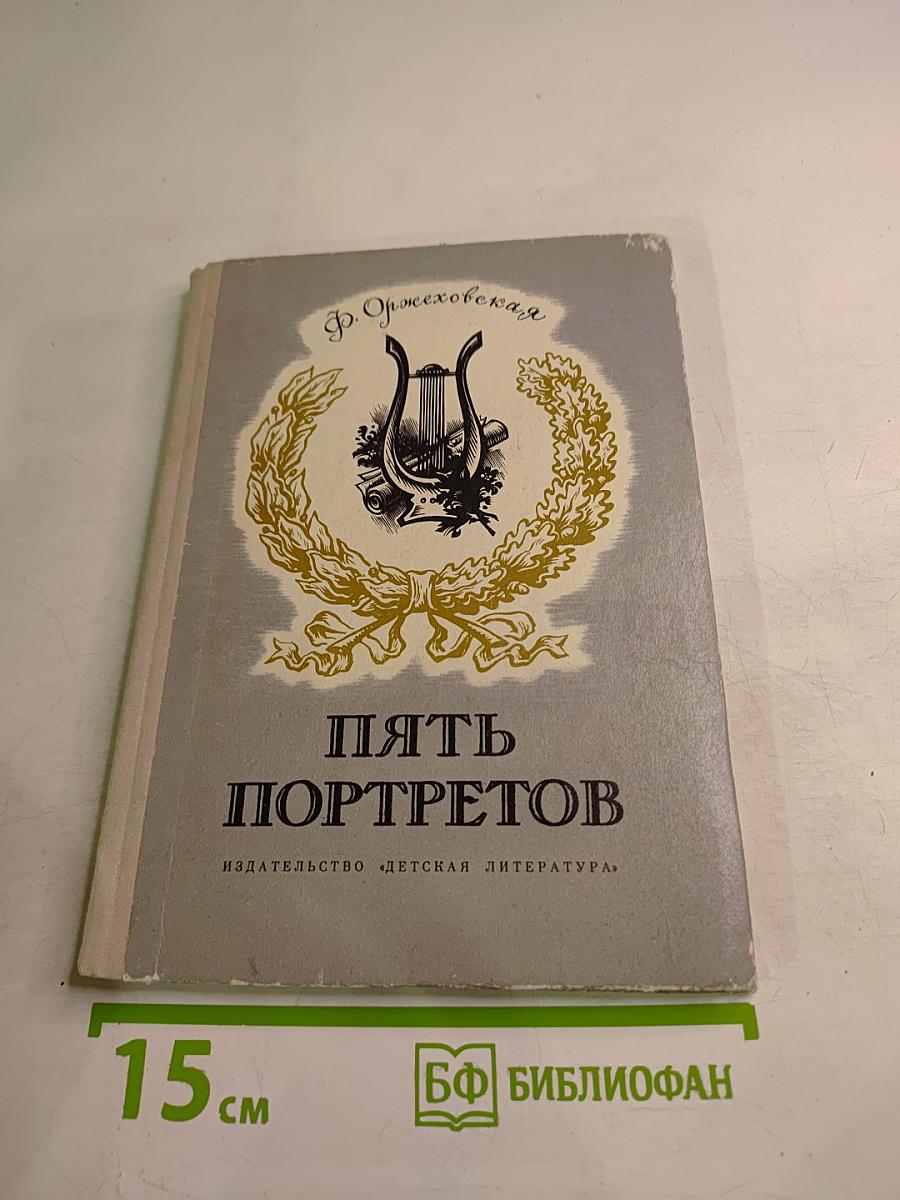 Ф. Оржеховская
ПЯТЬ
ПОРТРЕТОВ
ИЗДАТЕЛЬСТВО «ДЕТСКАЯ ЛИТЕРАТУРА»
15 см
БФ БИБЛИОФАН